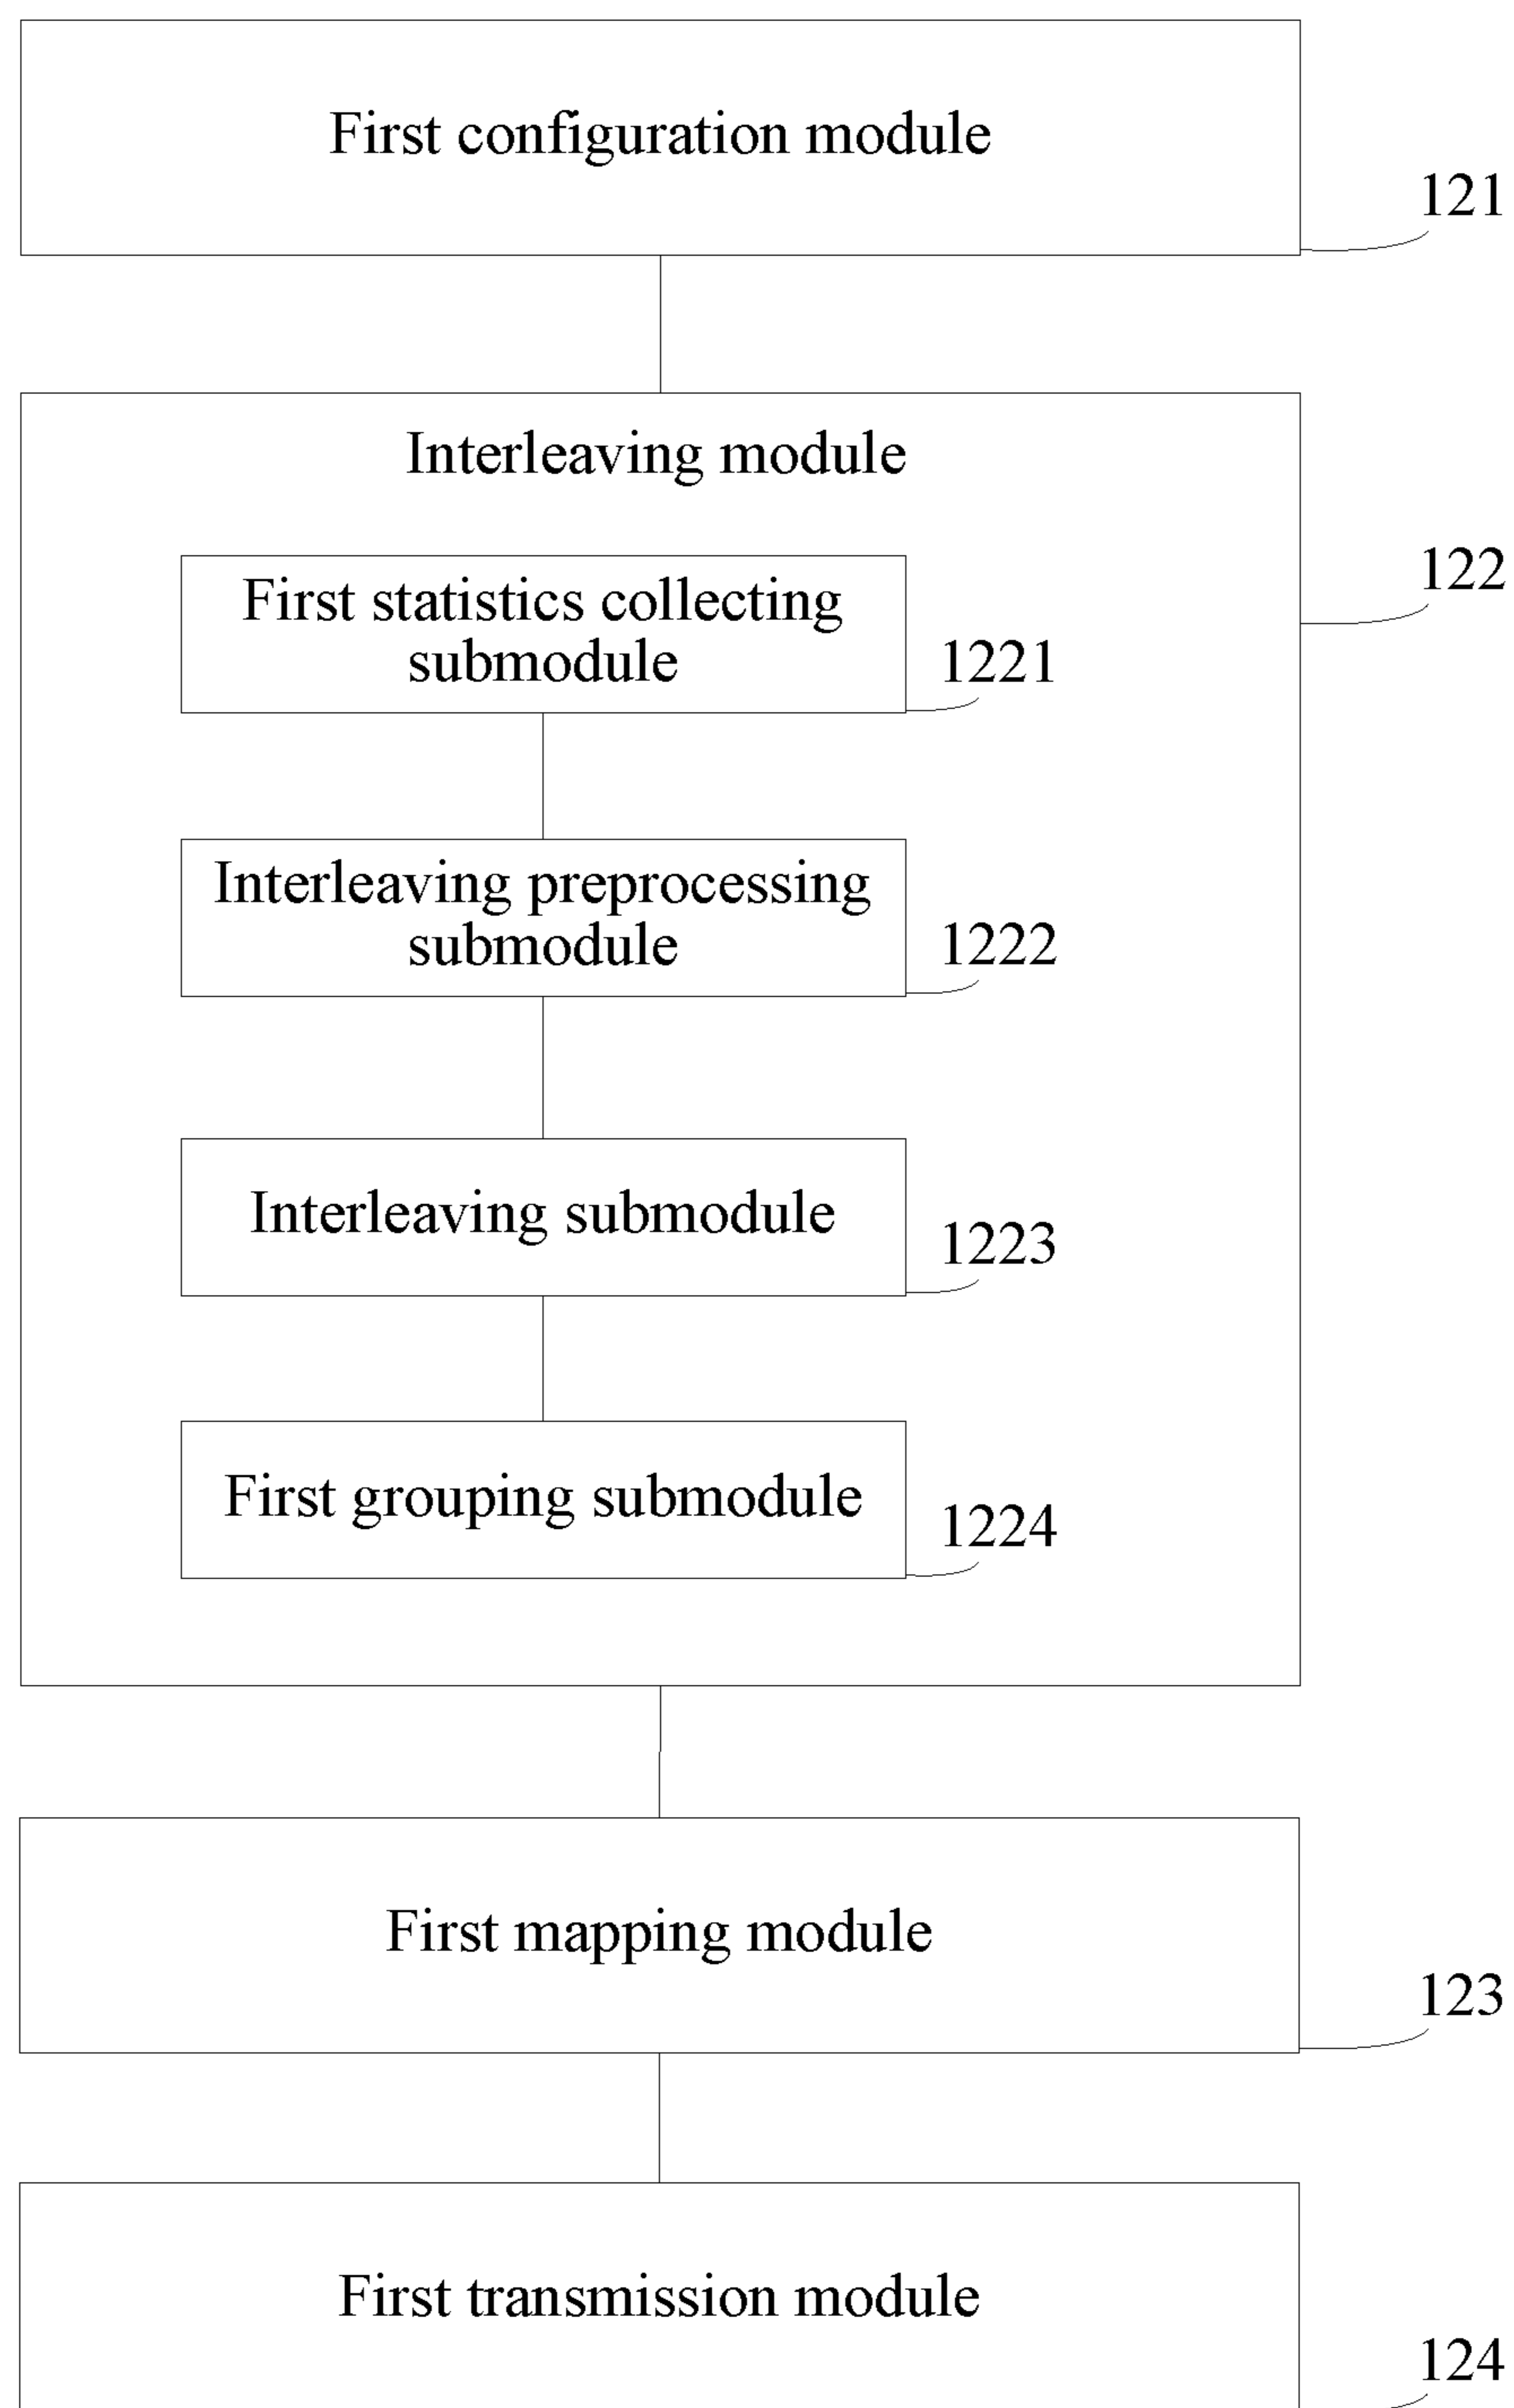 First configuration module
121
Interleaving module
122
First statistics collecting
submodule
1221
Interleaving preprocessing
submodule
1222
Interleaving submodule
1223
First grouping submodule
1224
First mapping module
123
First transmission module
124